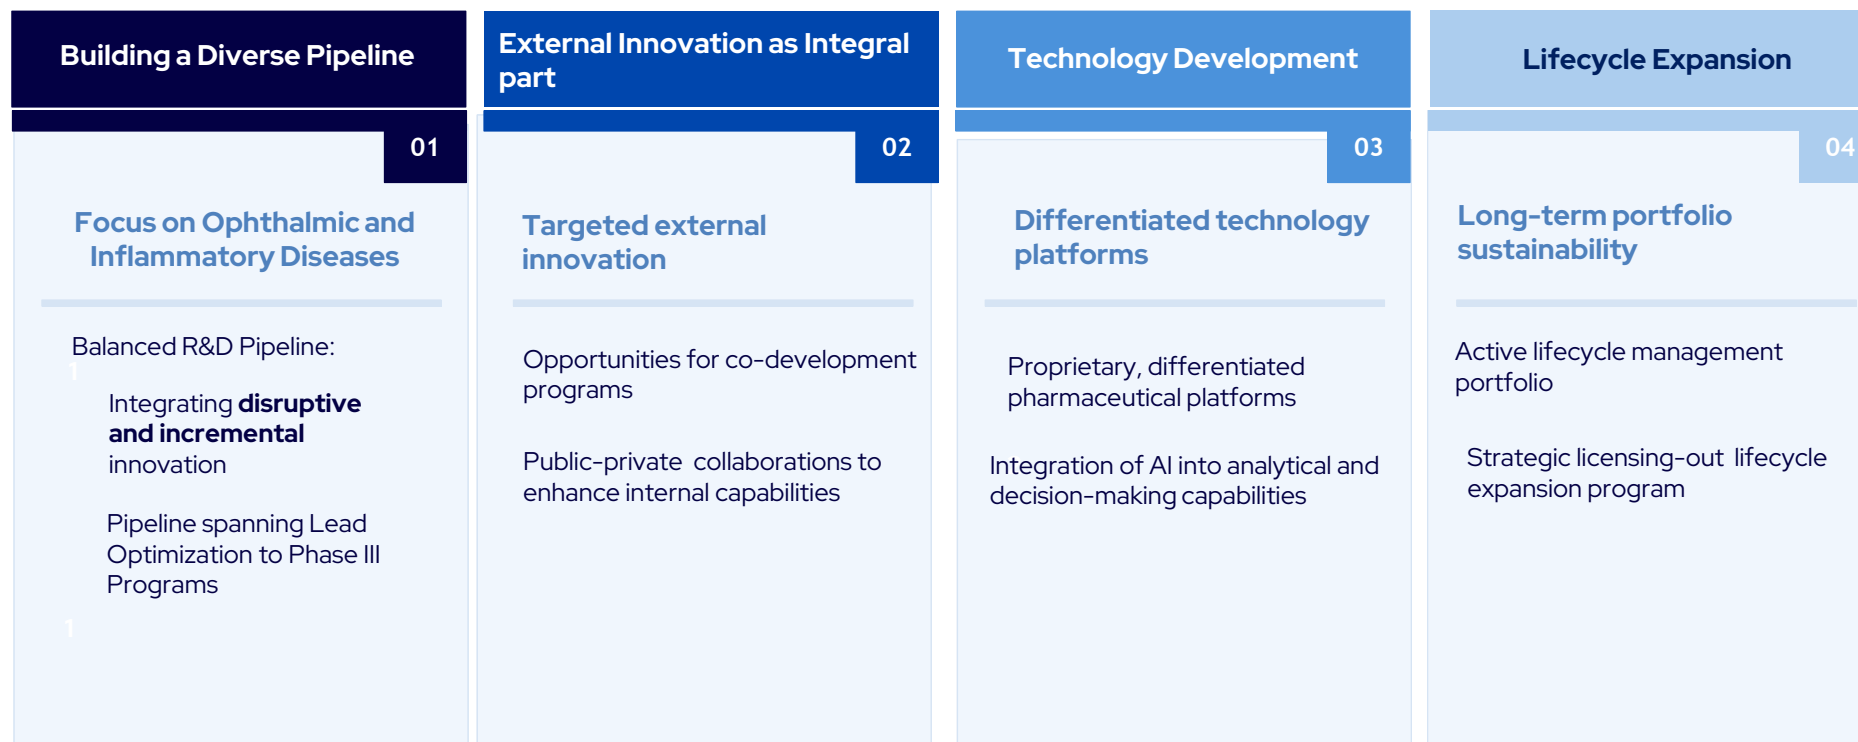 Building a Diverse Pipeline
01
Focus on Ophthalmic and
Inflammatory Diseases
Balanced R&D Pipeline:
1
Integrating disruptive
and incremental
innovation
Pipeline spanning Lead
Optimization to Phase III
Programs
1
External Innovation as Integral
part
02
Targeted external
innovation
Opportunities for co-development
programs
Public-private  collaborations to
enhance internal capabilities
Technology Development
03
Differentiated technology
platforms
Proprietary, differentiated
pharmaceutical platforms
Integration of AI into analytical and
decision-making capabilities
Lifecycle Expansion
04
Long-term portfolio
sustainability
Active lifecycle management
portfolio
Strategic licensing-out  lifecycle
expansion program